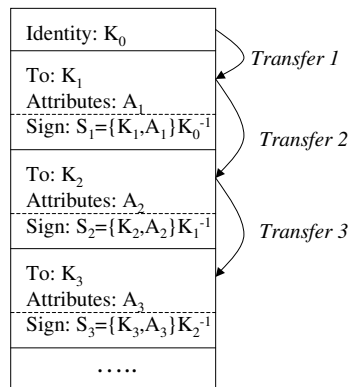 Identity: K₀
Transfer 1
To: K₁
Attributes: A₁
Sign: S₁={K₁,A₁}K₀⁻¹
Transfer 2
To: K₂
Attributes: A₂
Sign: S₂={K₂,A₂}K₁⁻¹
Transfer 3
To: K₃
Attributes: A₃
Sign: S₃={K₃,A₃}K₂⁻¹
.....